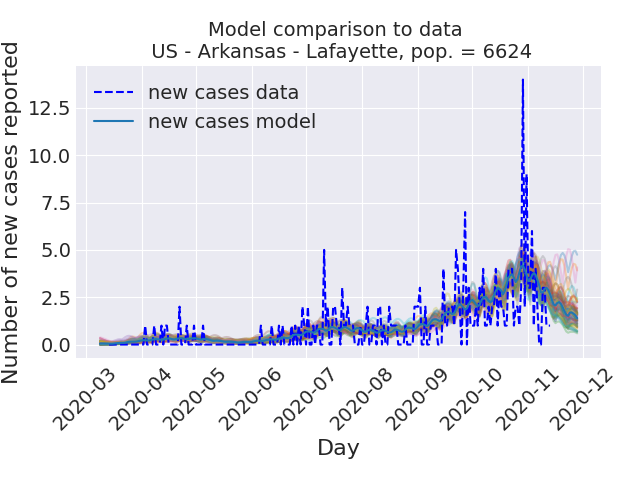 Model comparison to data
US - Arkansas - Lafayette, pop. = 6624
Number of new cases reported
12.5
10.0
7.5
5.0
2.5
0.0
new cases data
new cases model
2020-03
2020-04
2020-05
2020-06
2020-07
2020-08
2020-09
2020-10
2020-11
2020-12
Day